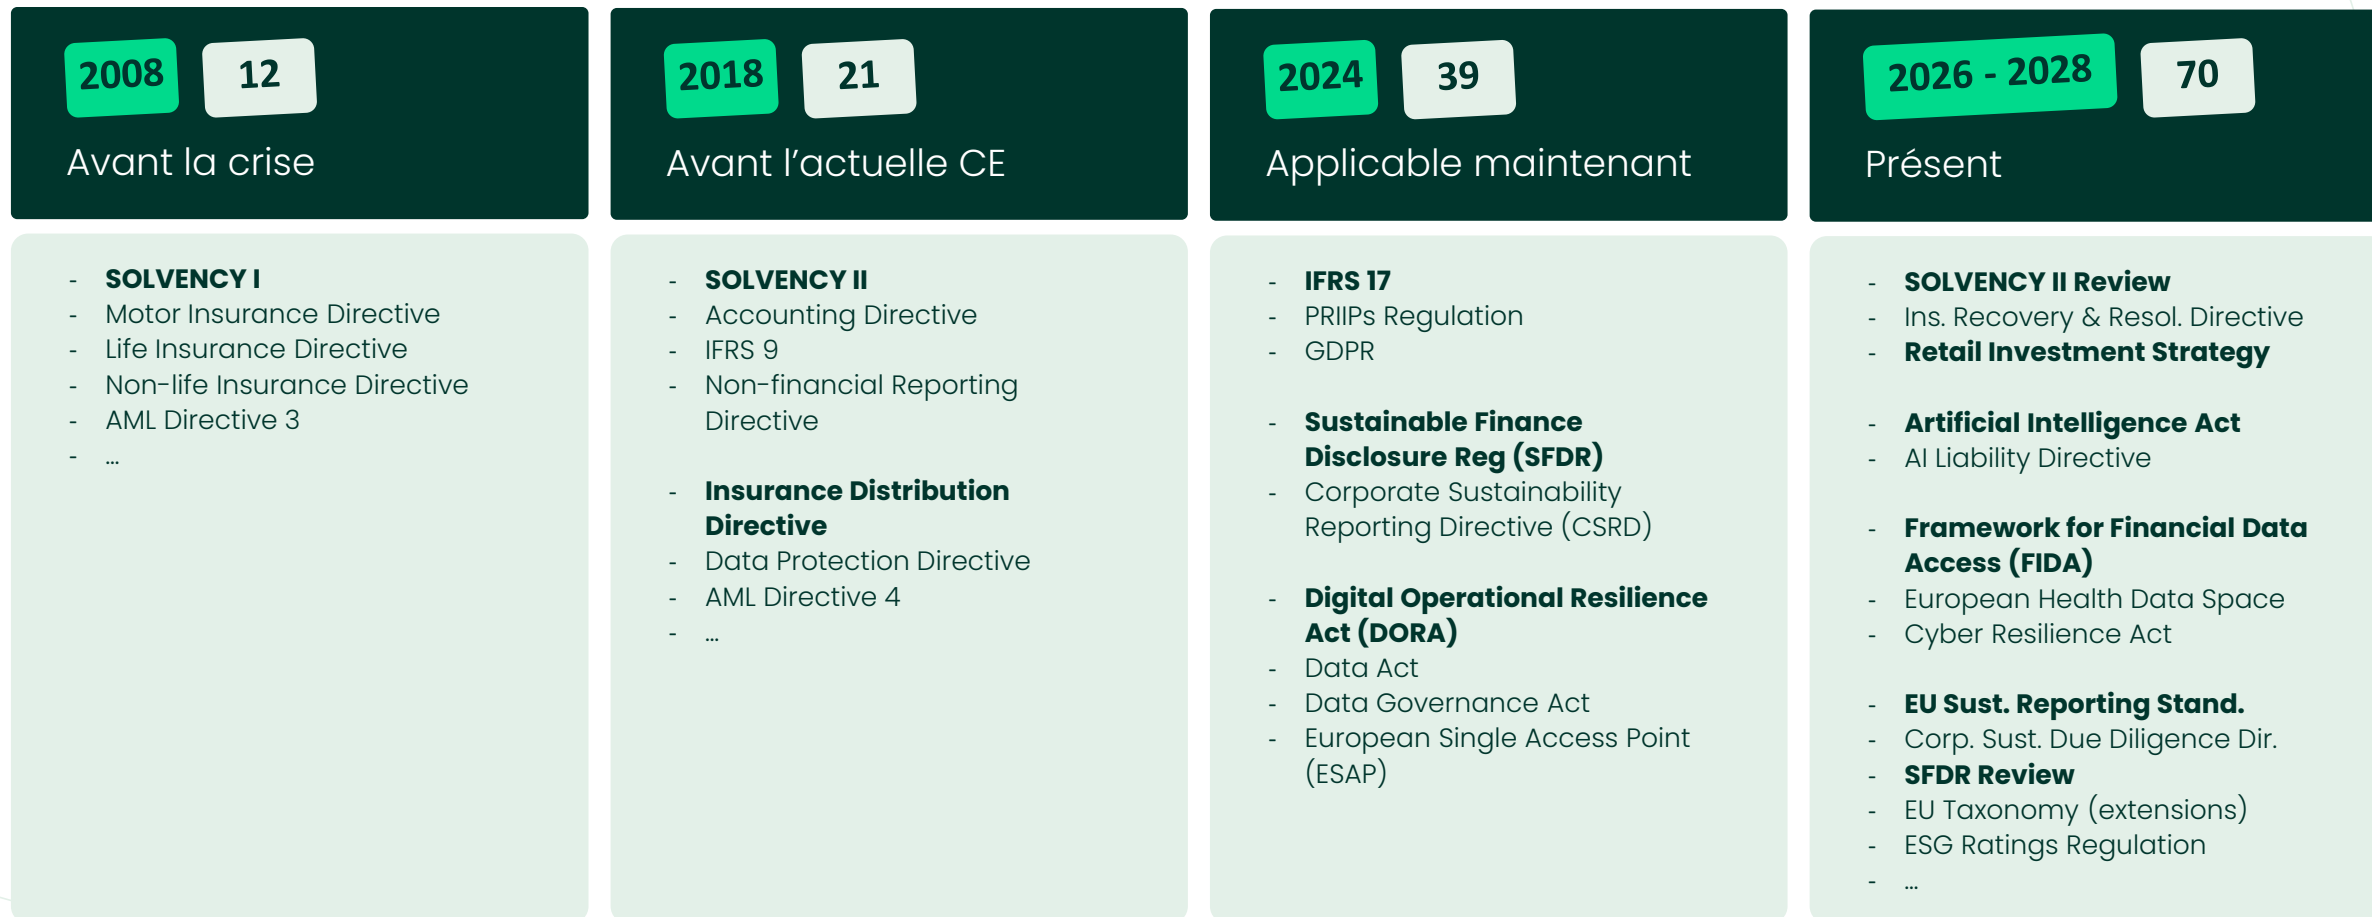 2008 12
Avant la crise
- SOLVENCY I
- Motor Insurance Directive
- Life Insurance Directive
- Non-life Insurance Directive
- AML Directive 3
- ...
2018 21
Avant l’actuelle CE
- SOLVENCY II
- Accounting Directive
- IFRS 9
- Non-financial Reporting
Directive
- Insurance Distribution
Directive
- Data Protection Directive
- AML Directive 4
- ...
2024 39
Applicable maintenant
- IFRS 17
- PRIIPs Regulation
- GDPR
- Sustainable Finance
Disclosure Reg (SFDR)
- Corporate Sustainability
Reporting Directive (CSRD)
- Digital Operational Resilience
Act (DORA)
- Data Act
- Data Governance Act
- European Single Access Point
(ESAP)
2026 - 2028 70
Présent
- SOLVENCY II Review
- Ins. Recovery & Resol. Directive
- Retail Investment Strategy
- Artificial Intelligence Act
- AI Liability Directive
- Framework for Financial Data
Access (FIDA)
- European Health Data Space
- Cyber Resilience Act
- EU Sust. Reporting Stand.
- Corp. Sust. Due Diligence Dir.
- SFDR Review
- EU Taxonomy (extensions)
- ESG Ratings Regulation
- ...